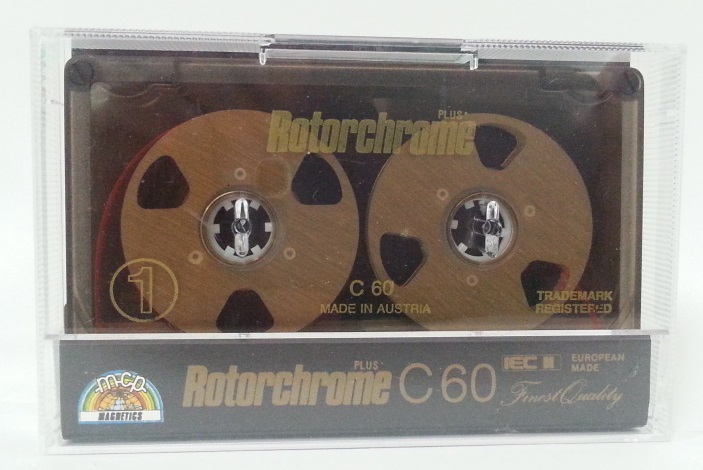 PLUS
Rotorchrome
1
C 60
MADE IN AUSTRIA
TRADEMARK
REGISTERED
mcp
MAGNETICS
PLUS
Rotorchrome C 60
IEC II
EUROPEAN
MADE
Finest Quality